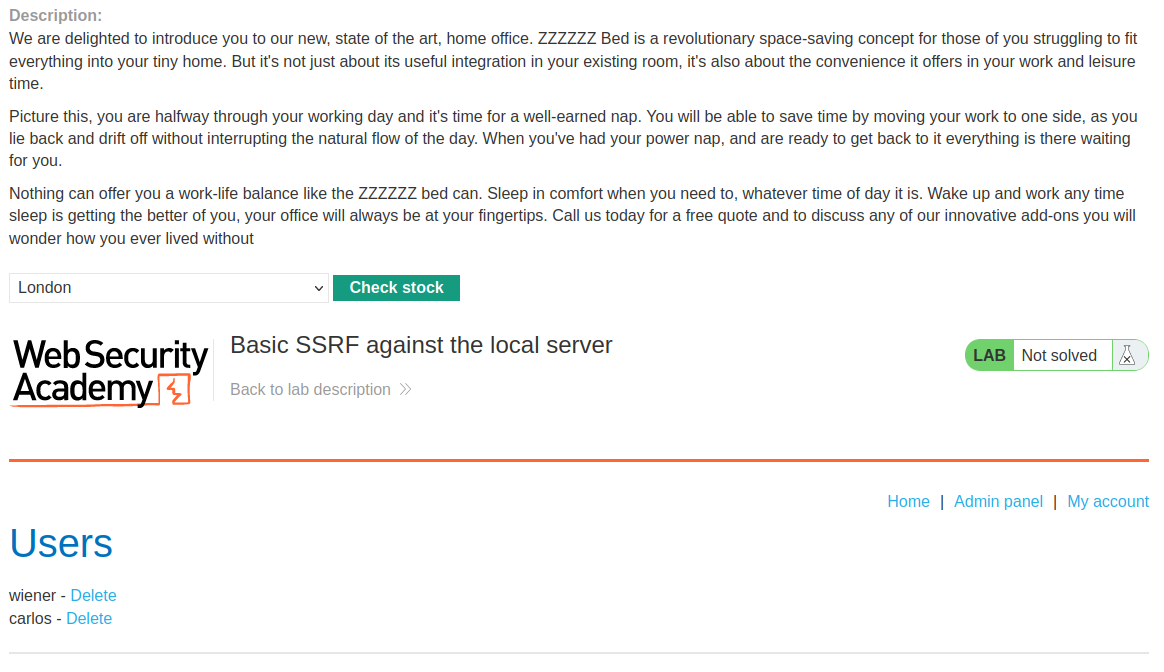 Description:
We are delighted to introduce you to our new, state of the art, home office. ZZZZZZ Bed is a revolutionary space-saving concept for those of you struggling to fit
everything into your tiny home. But it's not just about its useful integration in your existing room, it's also about the convenience it offers in your work and leisure
time.
Picture this, you are halfway through your working day and it's time for a well-earned nap. You will be able to save time by moving your work to one side, as you
lie back and drift off without interrupting the natural flow of the day. When you've had your power nap, and are ready to get back to it everything is there waiting
for you.
Nothing can offer you a work-life balance like the ZZZZZZ bed can. Sleep in comfort when you need to, whatever time of day it is. Wake up and work any time
sleep is getting the better of you, your office will always be at your fingertips. Call us today for a free quote and to discuss any of our innovative add-ons you will
wonder how you ever lived without
London Check stock
Web Security
Academy
Basic SSRF against the local server
LAB Not solved
Back to lab description
Home | Admin panel | My account
Users
wiener - Delete
carlos - Delete